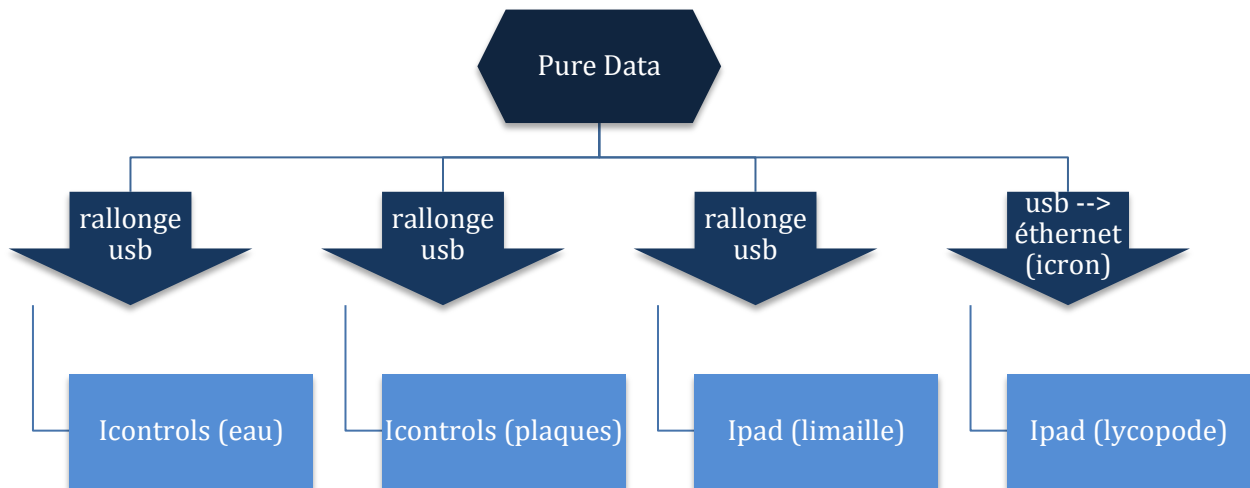 Pure Data
rallonge
usb
rallonge
usb
rallonge
usb
usb -->
éthernet
(icron)
Icontrols (eau)
Icontrols (plaques)
Ipad (limaille)
Ipad (lycopode)